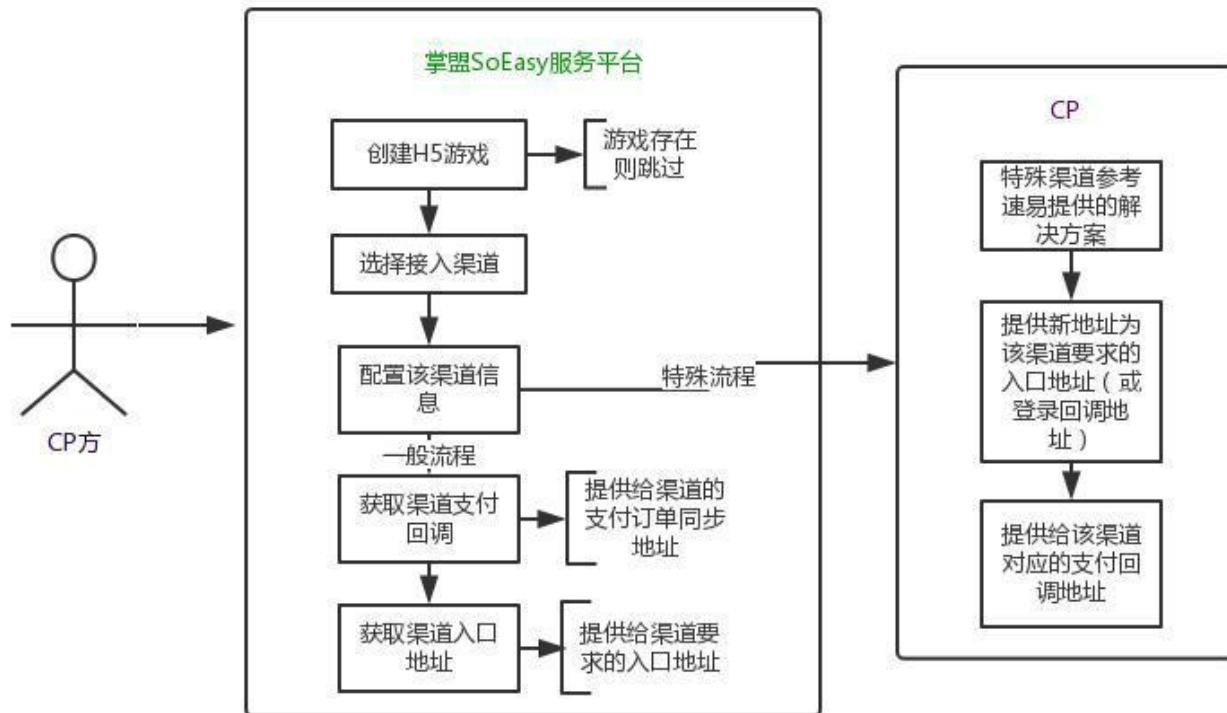 掌盟SoEasy服务平台
创建H5游戏
游戏存在
则跳过
选择接入渠道
配置该渠道信
息
特殊流程
一般流程
获取渠道支付
回调
提供给渠道的
支付订单同步
地址
获取渠道入口
地址
提供给渠道要
求的入口地址
CP方
CP
特殊渠道参考
速易提供的解
决方案
提供新地址为
该渠道要求的
入口地址（或
登录回调地
址）
提供给该渠道
对应的支付回
调地址